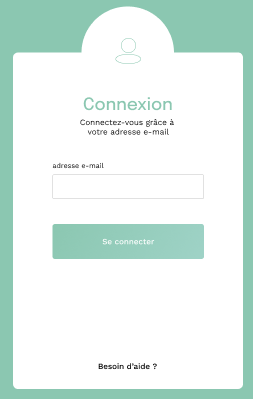 Connexion
Connectez-vous grâce à
votre adresse e-mail
adresse e-mail
Se connecter
Besoin d'aide ?